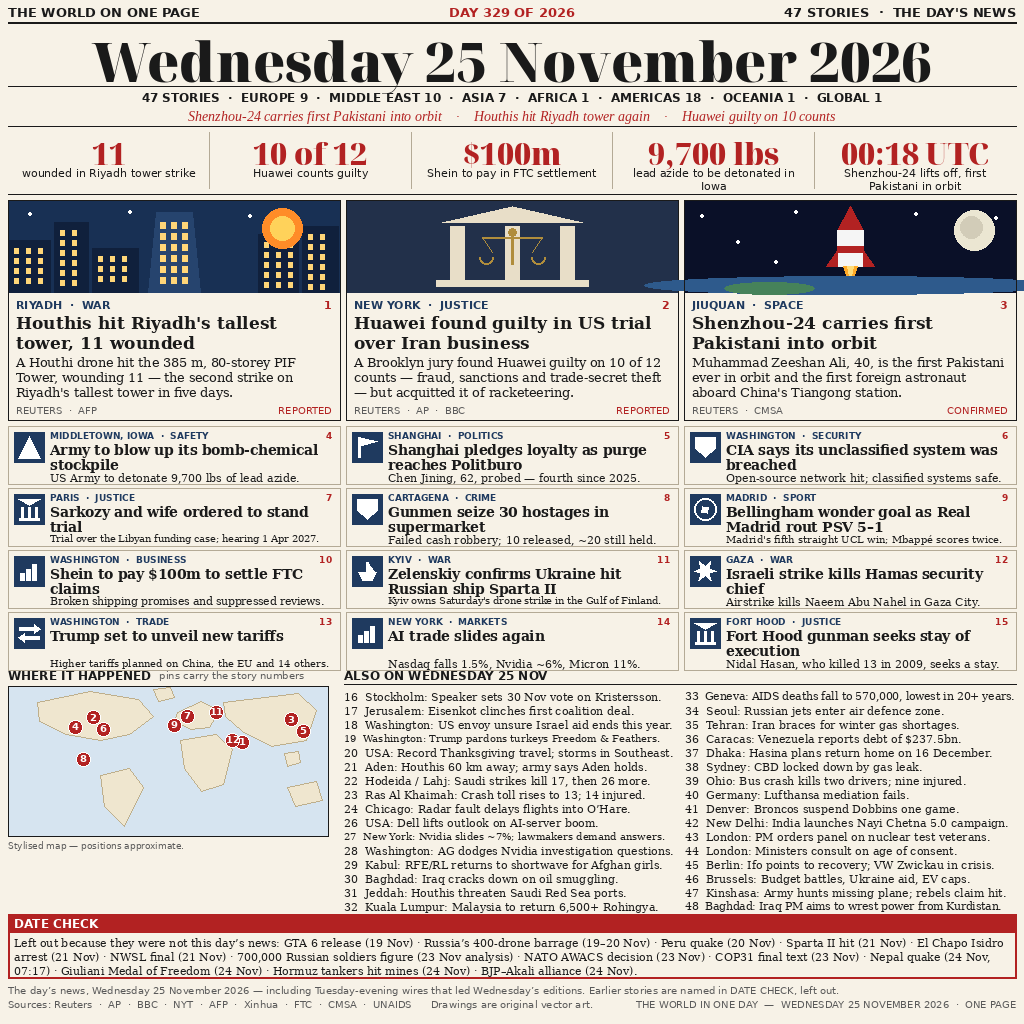 THE WORLD ON ONE PAGE
DAY 329 OF 2026
47 STORIES · THE DAY'S NEWS
Wednesday 25 November 2026
47 STORIES · EUROPE 9 · MIDDLE EAST 10 · ASIA 7 · AFRICA 1 · AMERICAS 18 · OCEANIA 1 · GLOBAL 1
Shenzhou-24 carries first Pakistani into orbit · Houthis hit Riyadh tower again · Huawei guilty on 10 counts
11
wounded in Riyadh tower strike
10 of 12
Huawei counts guilty
$100m
Shein to pay in FTC settlement
9,700 lbs
lead azide to be detonated in
Iowa
00:18 UTC
Shenzhou-24 lifts off, first
Pakistani in orbit
RIYADH · WAR 1
Houthis hit Riyadh's tallest
tower, 11 wounded
A Houthi drone hit the 385 m, 80-storey PIF
Tower, wounding 11 — the second strike on
Riyadh's tallest tower in five days.
REUTERS · AFP REPORTED
NEW YORK · JUSTICE 2
Huawei found guilty in US trial
over Iran business
A Brooklyn jury found Huawei guilty on 10 of 12
counts — fraud, sanctions and trade-secret theft
— but acquitted it of racketeering.
REUTERS · AP · BBC REPORTED
JIUQUAN · SPACE 3
Shenzhou-24 carries first
Pakistani into orbit
Muhammad Zeeshan Ali, 40, is the first Pakistani
ever in orbit and the first foreign astronaut
aboard China's Tiangong station.
REUTERS · CMSA CONFIRMED
MIDDLETOWN, IOWA · SAFETY 4
Army to blow up its bomb-chemical
stockpile
US Army to detonate 9,700 lbs of lead azide.
SHANGHAI · POLITICS 5
Shanghai pledges loyalty as purge
reaches Politburo
Chen Jining, 62, probed — fourth since 2025.
WASHINGTON · SECURITY 6
CIA says its unclassified system was
breached
Open-source network hit; classified systems safe.
PARIS · JUSTICE 7
Sarkozy and wife ordered to stand
trial
Trial over the Libyan funding case; hearing 1 Apr 2027.
CARTAGENA · CRIME 8
Gunmen seize 30 hostages in
supermarket
Failed cash robbery; 10 released, ~20 still held.
MADRID · SPORT 9
Bellingham wonder goal as Real
Madrid rout PSV 5–1
Madrid's fifth straight UCL win; Mbappé scores twice.
WASHINGTON · BUSINESS 10
Shein to pay $100m to settle FTC
claims
Broken shipping promises and suppressed reviews.
KYIV · WAR 11
Zelenskiy confirms Ukraine hit
Russian ship Sparta II
Kyiv owns Saturday's drone strike in the Gulf of Finland.
GAZA · WAR 12
Israeli strike kills Hamas security
chief
Airstrike kills Naeem Abu Nahel in Gaza City.
WASHINGTON · TRADE 13
Trump set to unveil new tariffs
Higher tariffs planned on China, the EU and 14 others.
NEW YORK · MARKETS 14
AI trade slides again
Nasdaq falls 1.5%, Nvidia ~6%, Micron 11%.
FORT HOOD · JUSTICE 15
Fort Hood gunman seeks stay of
execution
Nidal Hasan, who killed 13 in 2009, seeks a stay.
WHERE IT HAPPENED pins carry the story numbers
4
2
6
8
9
7
11
12
1
3
5
Stylised map — positions approximate.
ALSO ON WEDNESDAY 25 NOV
16 Stockholm: Speaker sets 30 Nov vote on Kristersson.
17 Jerusalem: Eisenkot clinches first coalition deal.
18 Washington: US envoy unsure Israel aid ends this year.
19 Washington: Trump pardons turkeys Freedom & Feathers.
20 USA: Record Thanksgiving travel; storms in Southeast.
21 Aden: Houthis 60 km away; army says Aden holds.
22 Hodeida / Lahj: Saudi strikes kill 17, then 26 more.
23 Ras Al Khaimah: Crash toll rises to 13; 14 injured.
24 Chicago: Radar fault delays flights into O'Hare.
26 USA: Dell lifts outlook on AI-server boom.
27 New York: Nvidia slides ~7%; lawmakers demand answers.
28 Washington: AG dodges Nvidia investigation questions.
29 Kabul: RFE/RL returns to shortwave for Afghan girls.
30 Baghdad: Iraq cracks down on oil smuggling.
31 Jeddah: Houthis threaten Saudi Red Sea ports.
32 Kuala Lumpur: Malaysia to return 6,500+ Rohingya.
33 Geneva: AIDS deaths fall to 570,000, lowest in 20+ years.
34 Seoul: Russian jets enter air defence zone.
35 Tehran: Iran braces for winter gas shortages.
36 Caracas: Venezuela reports debt of $237.5bn.
37 Dhaka: Hasina plans return home on 16 December.
38 Sydney: CBD locked down by gas leak.
39 Ohio: Bus crash kills two drivers; nine injured.
40 Germany: Lufthansa mediation fails.
41 Denver: Broncos suspend Dobbins one game.
42 New Delhi: India launches Nayi Chetna 5.0 campaign.
43 London: PM orders panel on nuclear test veterans.
44 London: Ministers consult on age of consent.
45 Berlin: Ifo points to recovery; VW Zwickau in crisis.
46 Brussels: Budget battles, Ukraine aid, EV caps.
47 Kinshasa: Army hunts missing plane; rebels claim hit.
48 Baghdad: Iraq PM aims to wrest power from Kurdistan.
DATE CHECK
Left out because they were not this day's news: GTA 6 release (19 Nov) · Russia's 400-drone barrage (19–20 Nov) · Peru quake (20 Nov) · Sparta II hit (21 Nov) · El Chapo Isidro
arrest (21 Nov) · NWSL final (21 Nov) · 700,000 Russian soldiers figure (23 Nov analysis) · NATO AWACS decision (23 Nov) · COP31 final text (23 Nov) · Nepal quake (24 Nov,
07:17) · Giuliani Medal of Freedom (24 Nov) · Hormuz tankers hit mines (24 Nov) · BJP–Akali alliance (24 Nov).
The day's news, Wednesday 25 November 2026 — including Tuesday-evening wires that led Wednesday's editions. Earlier stories are named in DATE CHECK, left out.
Sources: Reuters · AP · BBC · NYT · AFP · Xinhua · FTC · CMSA · UNAIDS Drawings are original vector art. THE WORLD IN ONE DAY — WEDNESDAY 25 NOVEMBER 2026 · ONE PAGE